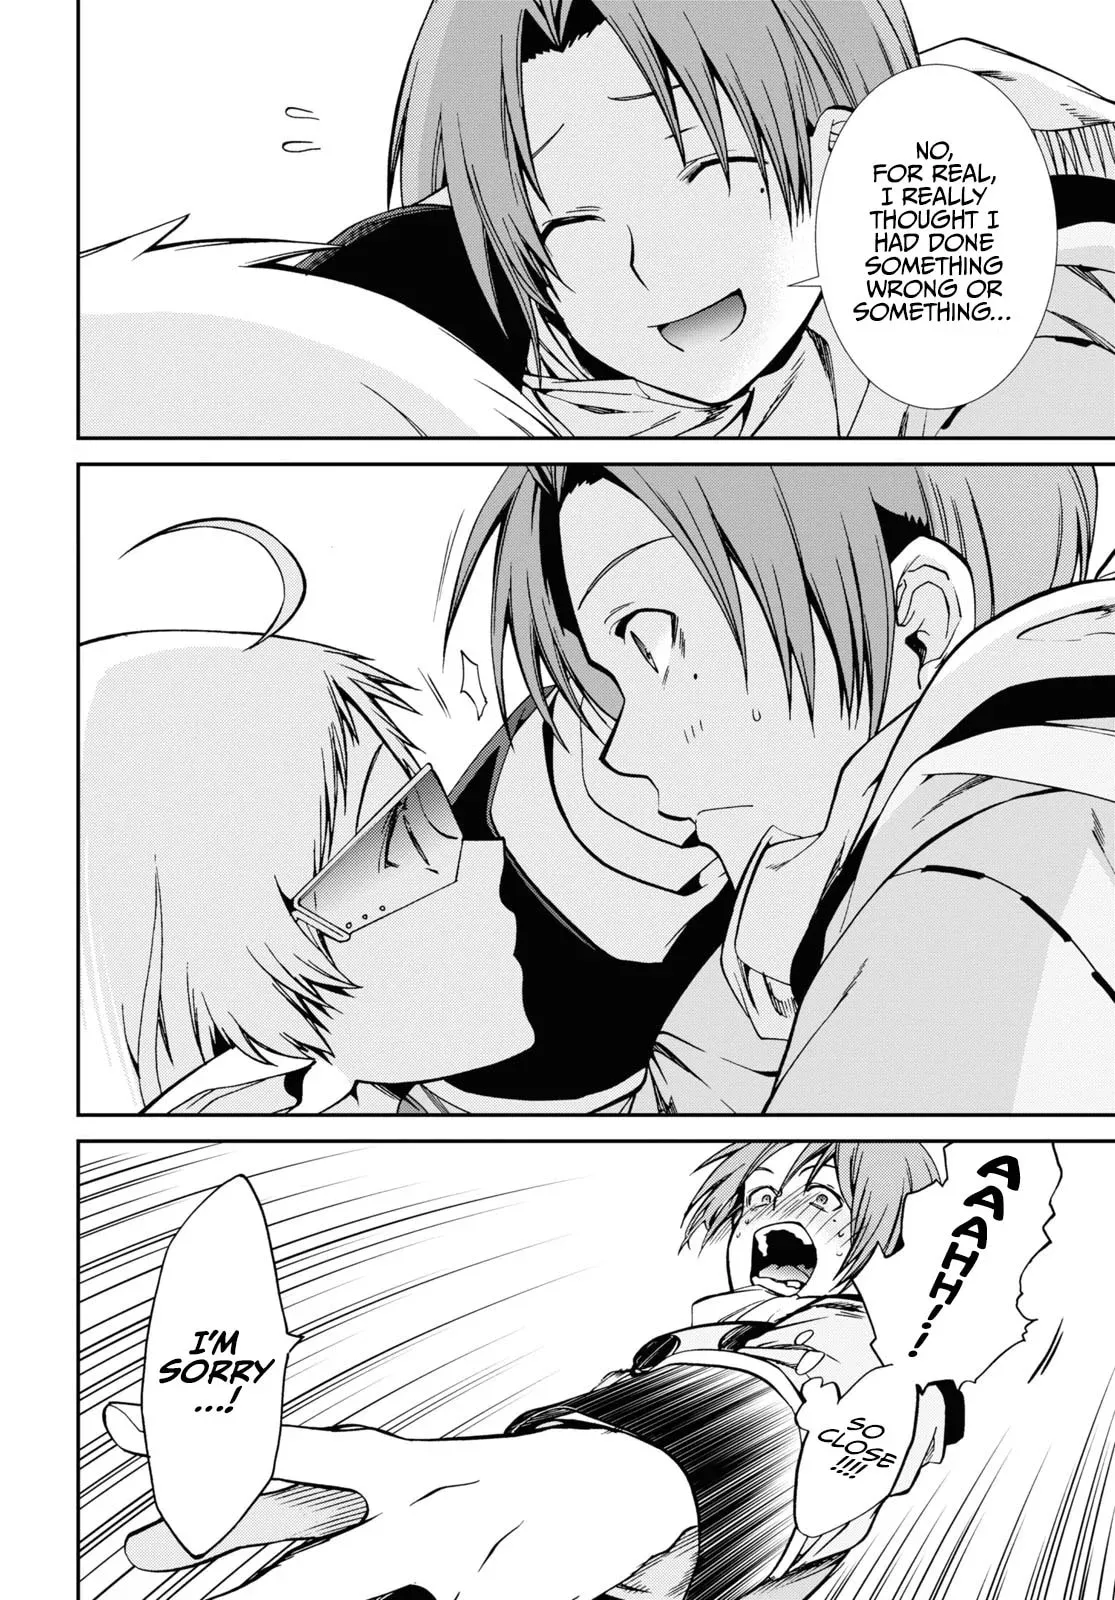 NO,
FOR REAL,
I REALLY
THOUGHT I
HAD DONE
SOMETHING
WRONG OR
SOMETHING...
AAAHH!!
SO
CLOSE
!!!!
I'M
SORRY
...!